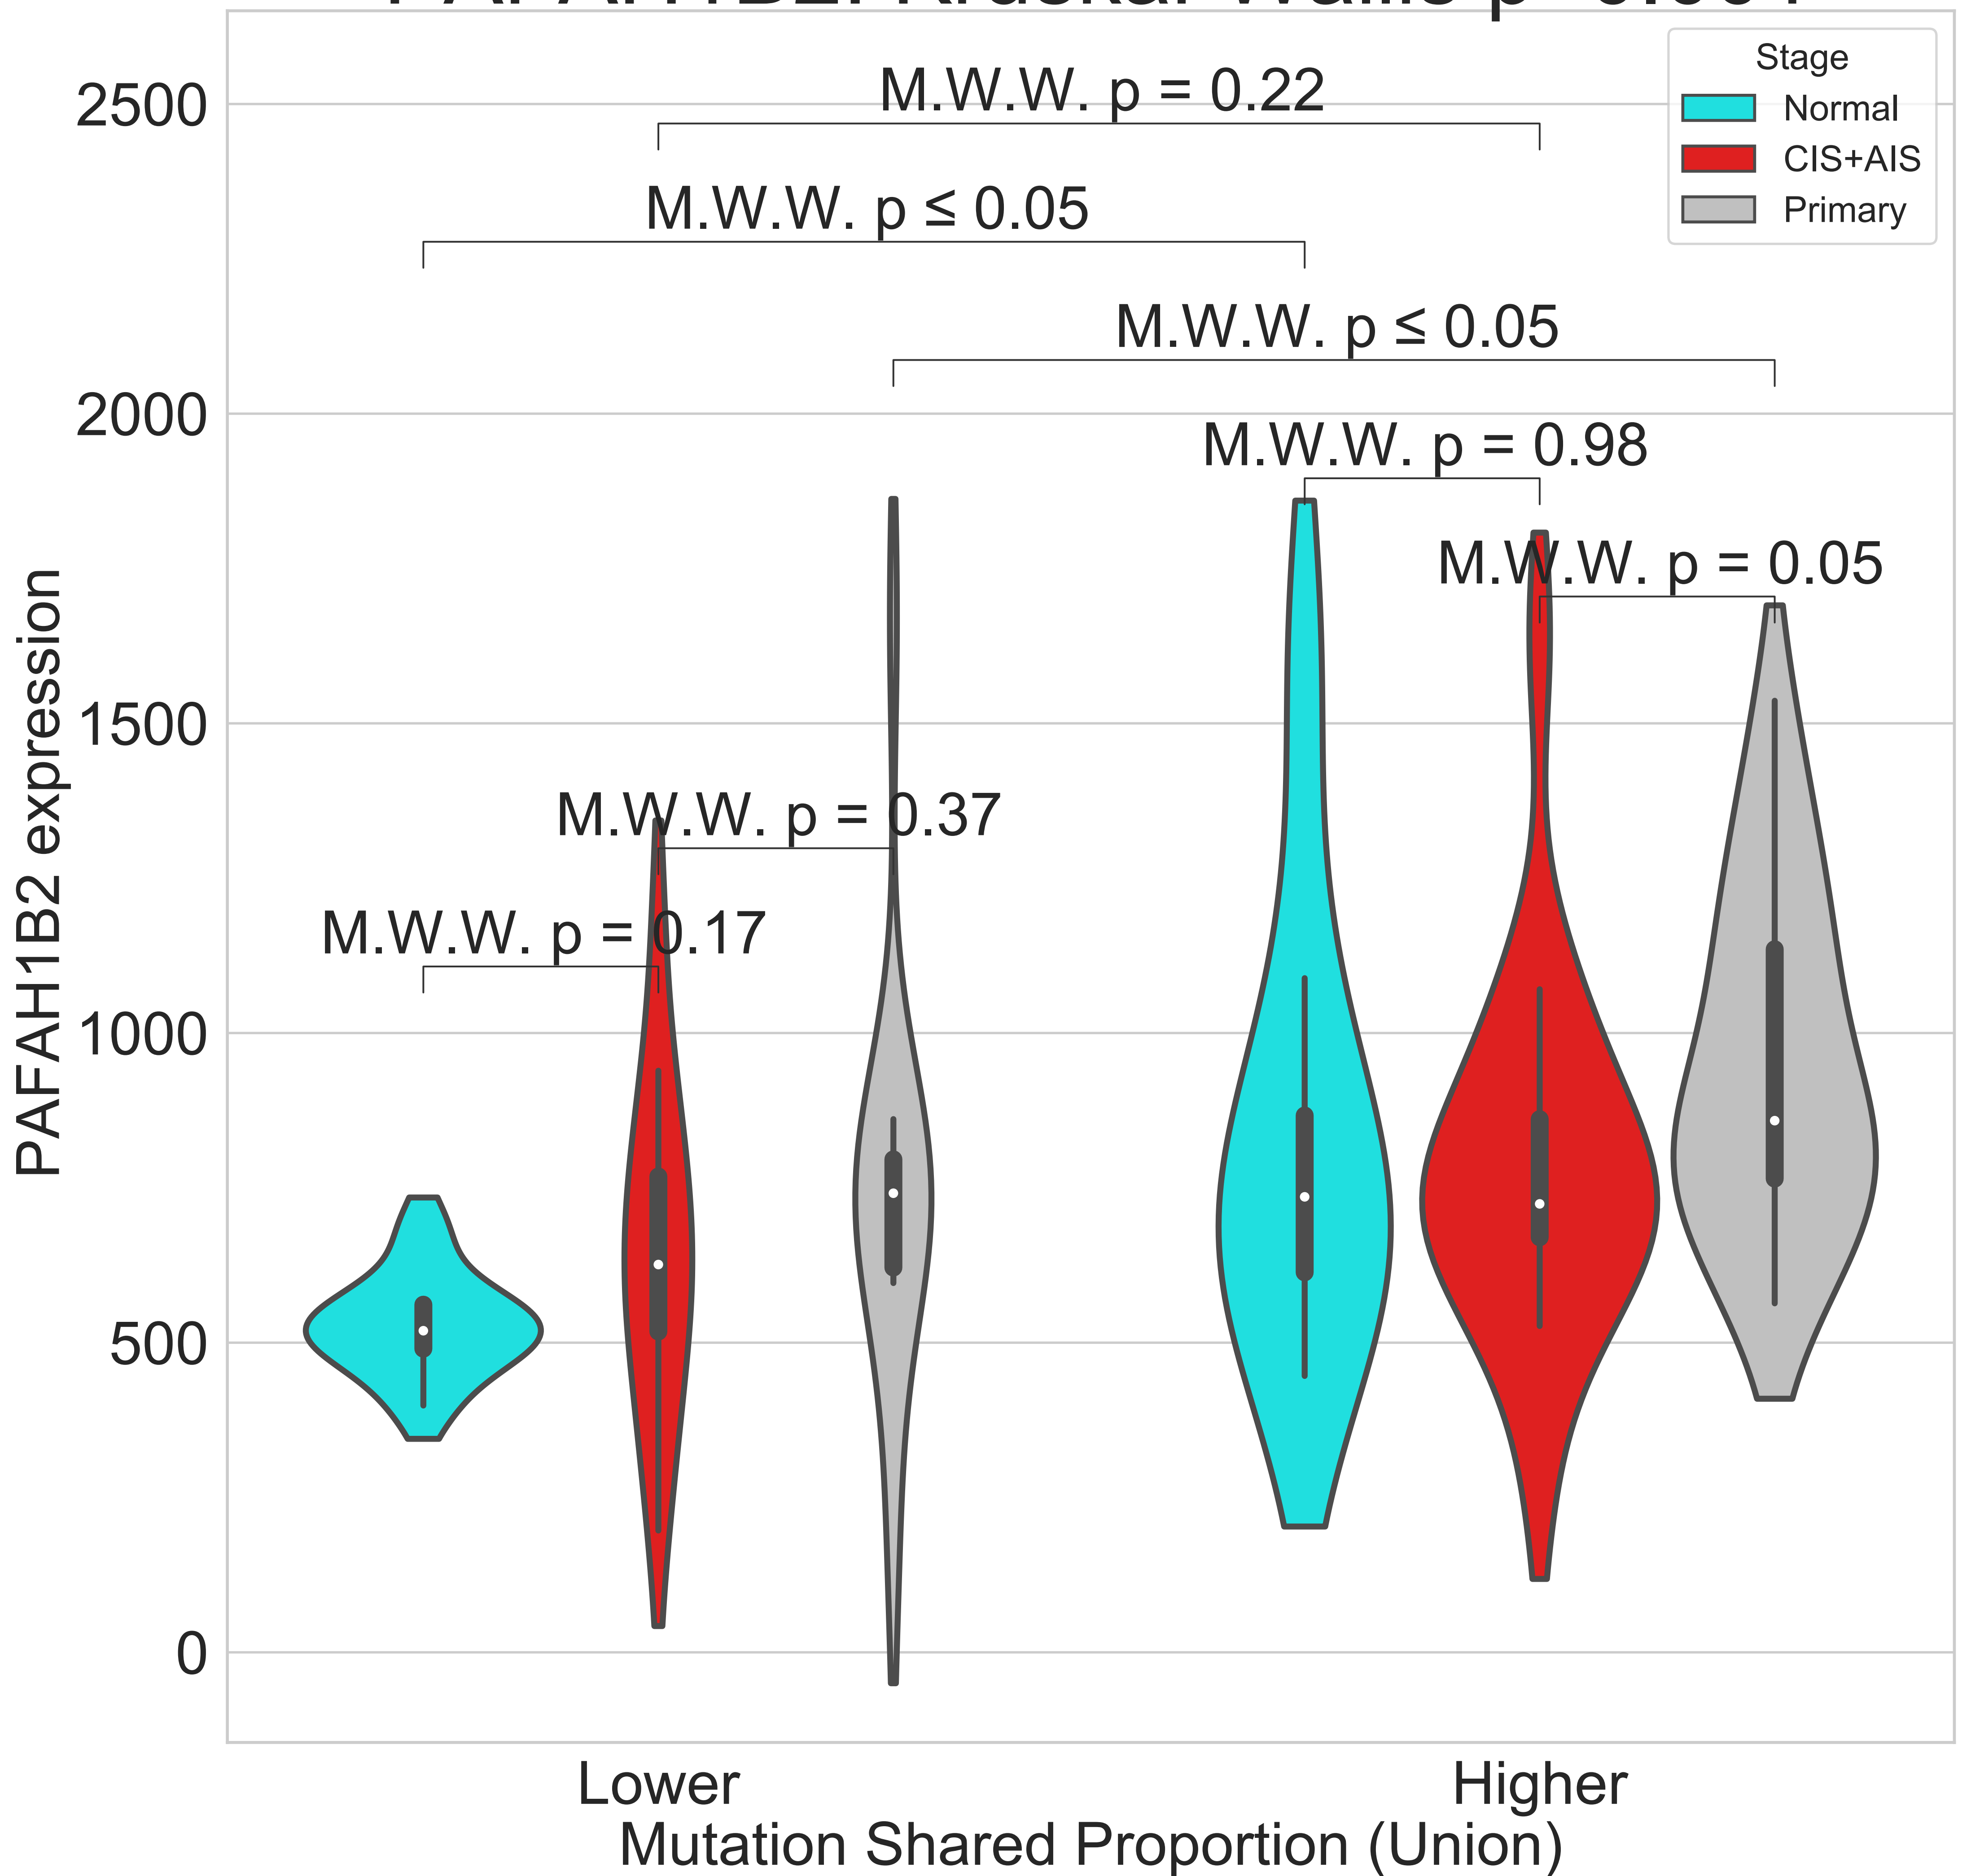 Stage
Normal
CIS+AIS
Primary
M.W.W. p = 0.22
M.W.W. p ≤ 0.05
M.W.W. p ≤ 0.05
M.W.W. p = 0.98
M.W.W. p = 0.05
M.W.W. p = 0.37
M.W.W. p = 0.17
2500
2000
1500
1000
500
0
PAFAH1B2 expression
Lower
Higher
Mutation Shared Proportion (Union)